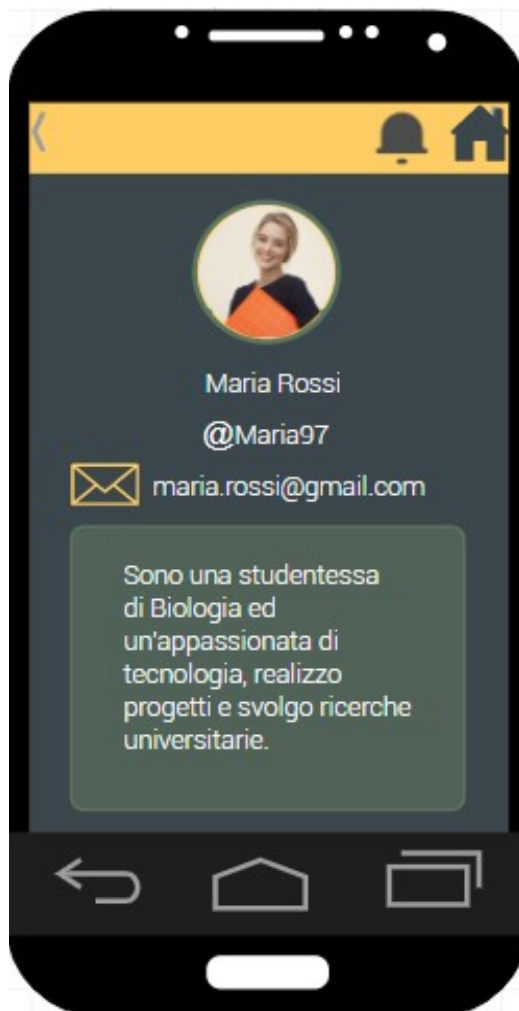 Maria Rossi
@Maria97
maria.rossi@gmail.com
Sono una studentessa
di Biologia ed
un'appassionata di
tecnologia, realizzo
progetti e svolgo ricerche
universitarie.